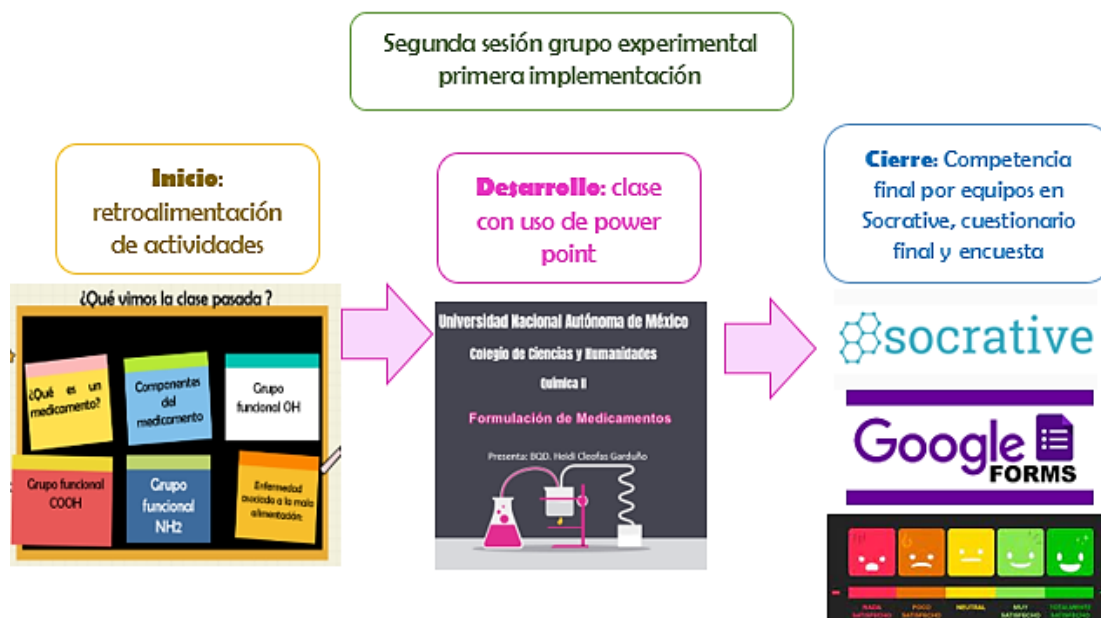 Segunda sesión grupo experimental
primera implementación
Inicio:
retroalimentación
de actividades
¿Qué vimos la clase pasada ?
¿Qué es un
medicamento?
Componentes
del
medicamento
Grupo
funcional OH
Grupo funcional
COOH
Grupo
funcional
NH2
Enfermedad
asociada a la mala
alimentación:
Desarrollo: clase
con uso de power
point
Universidad Nacional Autónoma de México
Colegio de Ciencias y Humanidades
Química II
Formulación de Medicamentos
Presenta: BQD. Heidi Cleofas Garduño
Cierre: Competencia
final por equipos en
Socrative, cuestionario
final y encuesta
socrative
Google
FORMS
NADA
SATISFECHO
POCO
SATISFECHO
NEUTRAL
MUY
SATISFECHO
TOTALMENTE
SATISFECHO